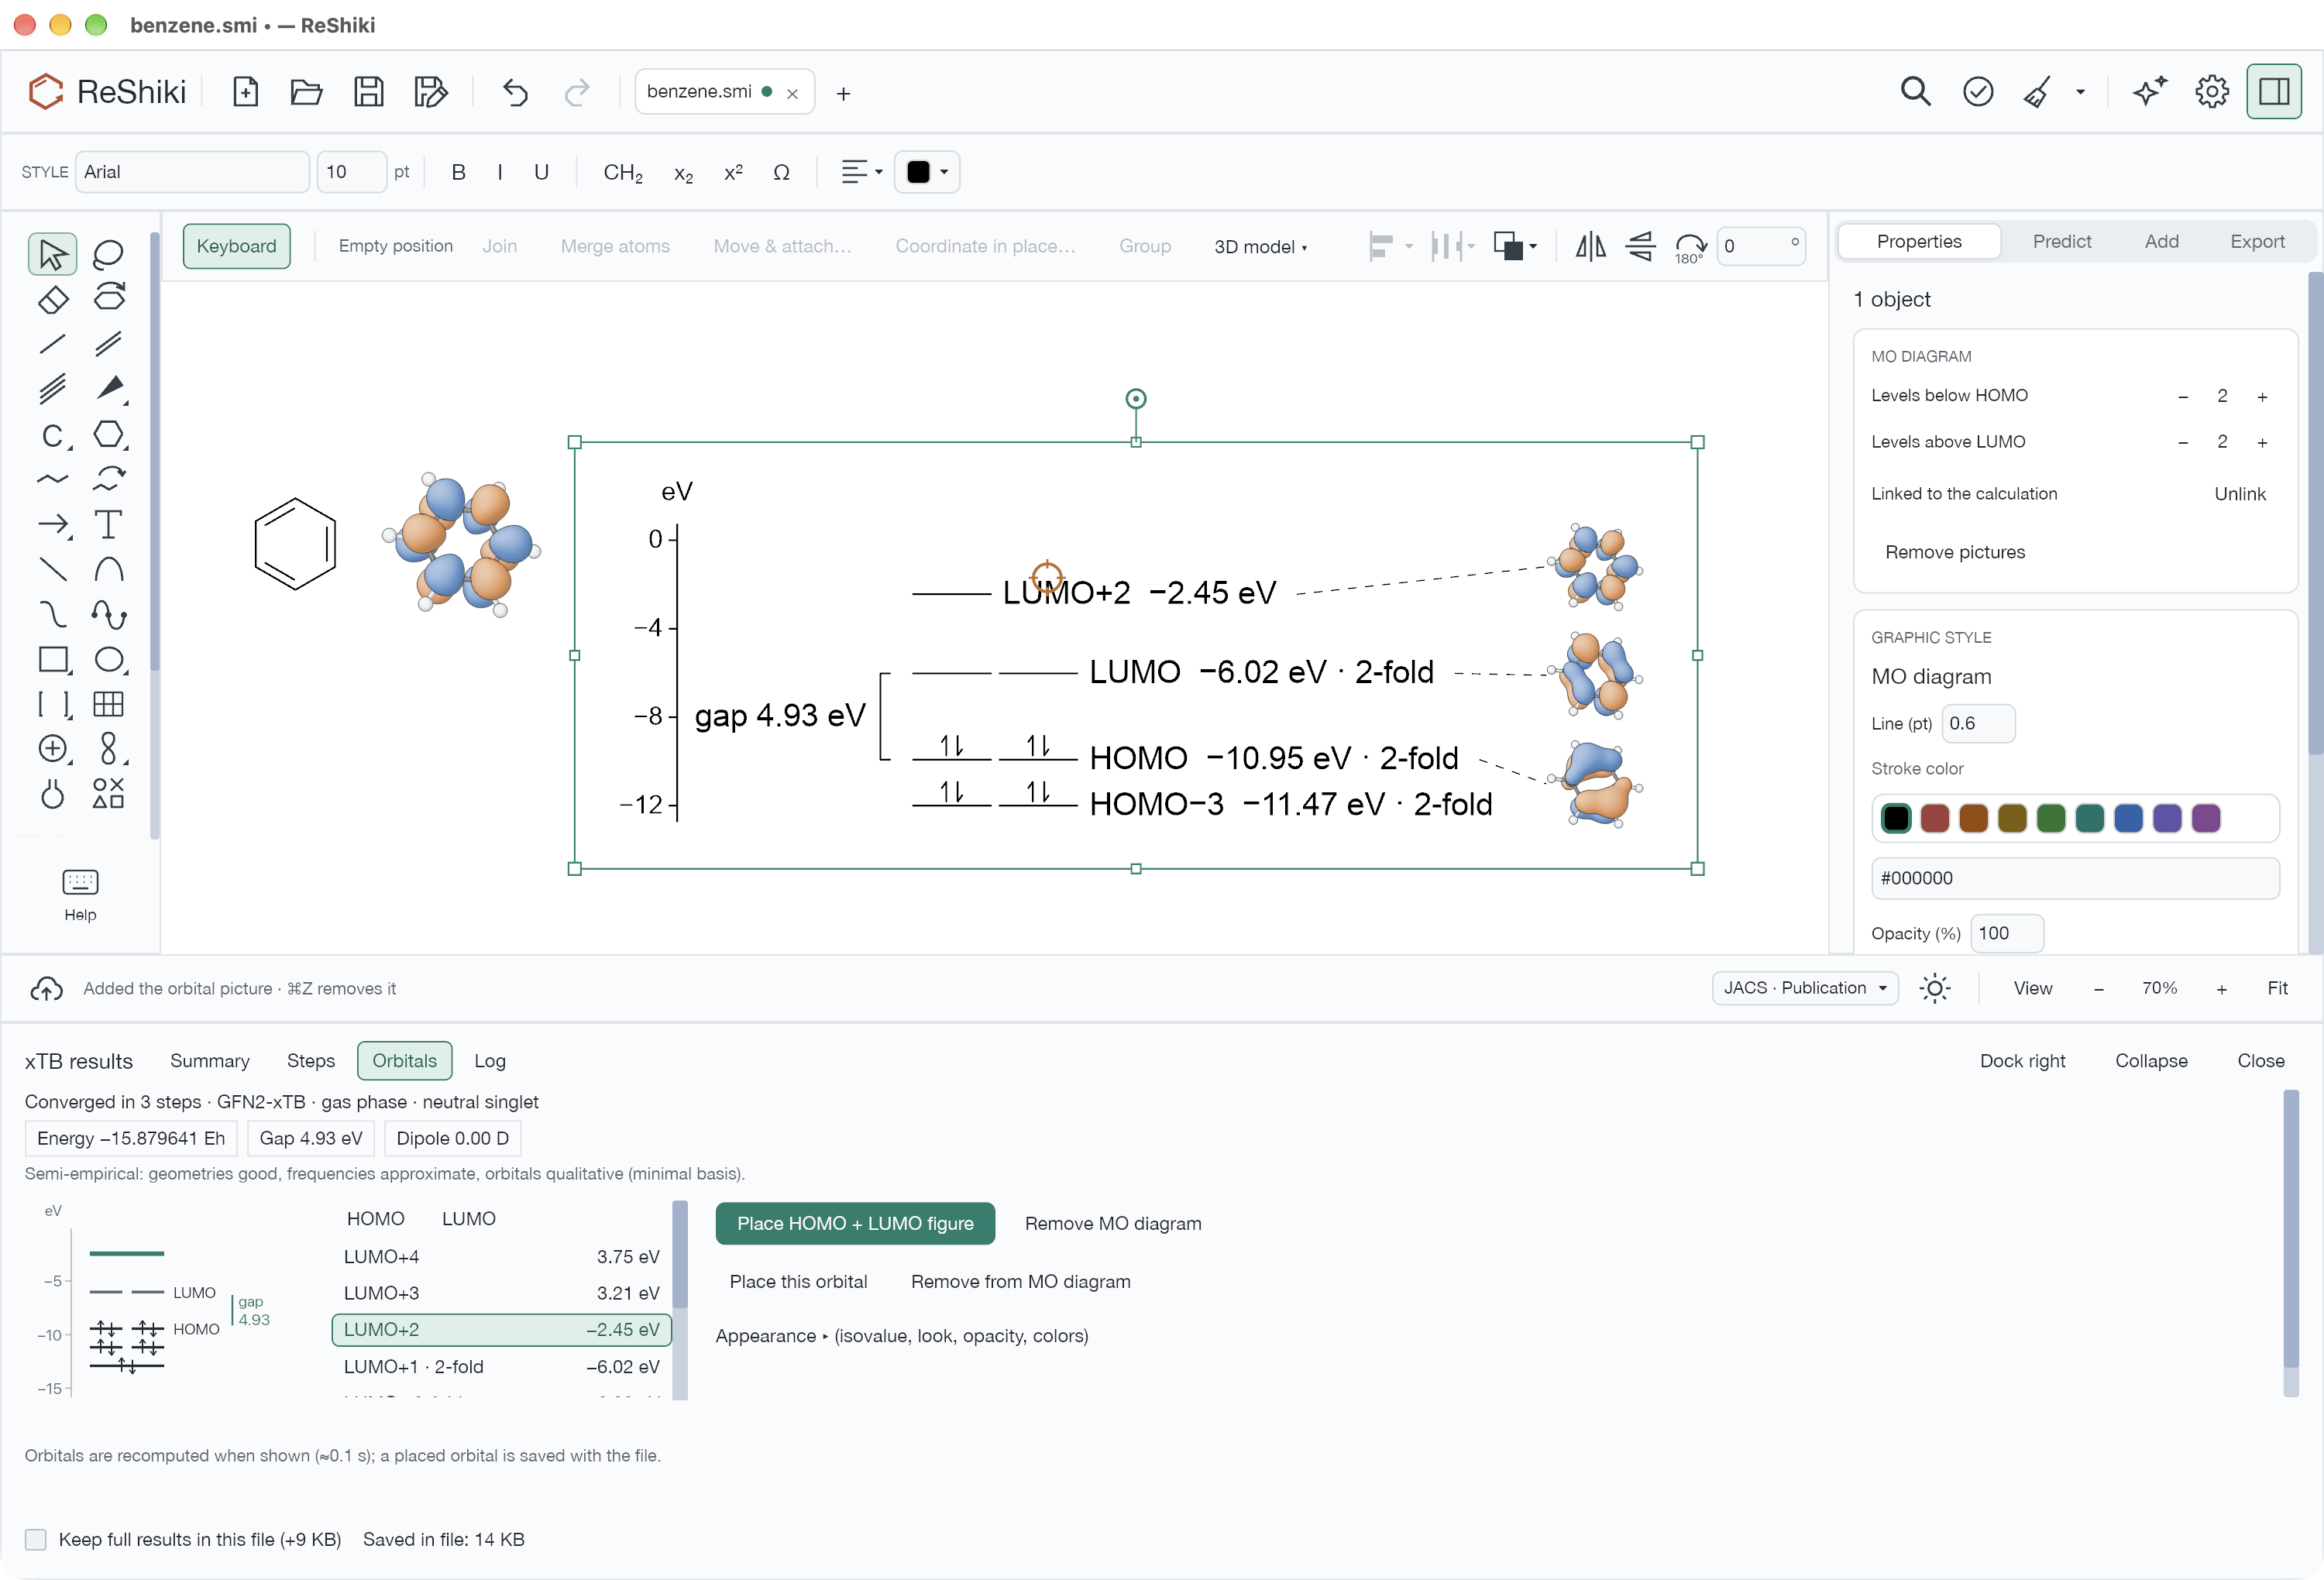 benzene.smi • — ReShiki
ReShiki
benzene.smi
STYLE Arial 10 pt B I U CH₂ x₂ x² Ω
Keyboard Empty position Join Merge atoms Move & attach... Coordinate in place... Group 3D model 180° 0 °
Properties Predict Add Export
C T
Help
eV
0
−4
−8
−12
LUMO+2 −2.45 eV
LUMO −6.02 eV · 2-fold
gap 4.93 eV
HOMO −10.95 eV · 2-fold
HOMO−3 −11.47 eV · 2-fold
1 object
MO DIAGRAM
Levels below HOMO − 2 +
Levels above LUMO − 2 +
Linked to the calculation Unlink
Remove pictures
GRAPHIC STYLE
MO diagram
Line (pt) 0.6
Stroke color
#000000
Opacity (%) 100
Added the orbital picture · ⌘Z removes it
JACS · Publication View − 70% + Fit
xTB results Summary Steps Orbitals Log
Dock right Collapse Close
Converged in 3 steps · GFN2-xTB · gas phase · neutral singlet
Energy −15.879641 Eh Gap 4.93 eV Dipole 0.00 D
Semi-empirical: geometries good, frequencies approximate, orbitals qualitative (minimal basis).
eV
−5
−10
−15
LUMO
HOMO
gap
4.93
HOMO LUMO
LUMO+4 3.75 eV
LUMO+3 3.21 eV
LUMO+2 −2.45 eV
LUMO+1 · 2-fold −6.02 eV
Place HOMO + LUMO figure Remove MO diagram
Place this orbital Remove from MO diagram
Appearance ‣ (isovalue, look, opacity, colors)
Orbitals are recomputed when shown (≈0.1 s); a placed orbital is saved with the file.
Keep full results in this file (+9 KB) Saved in file: 14 KB